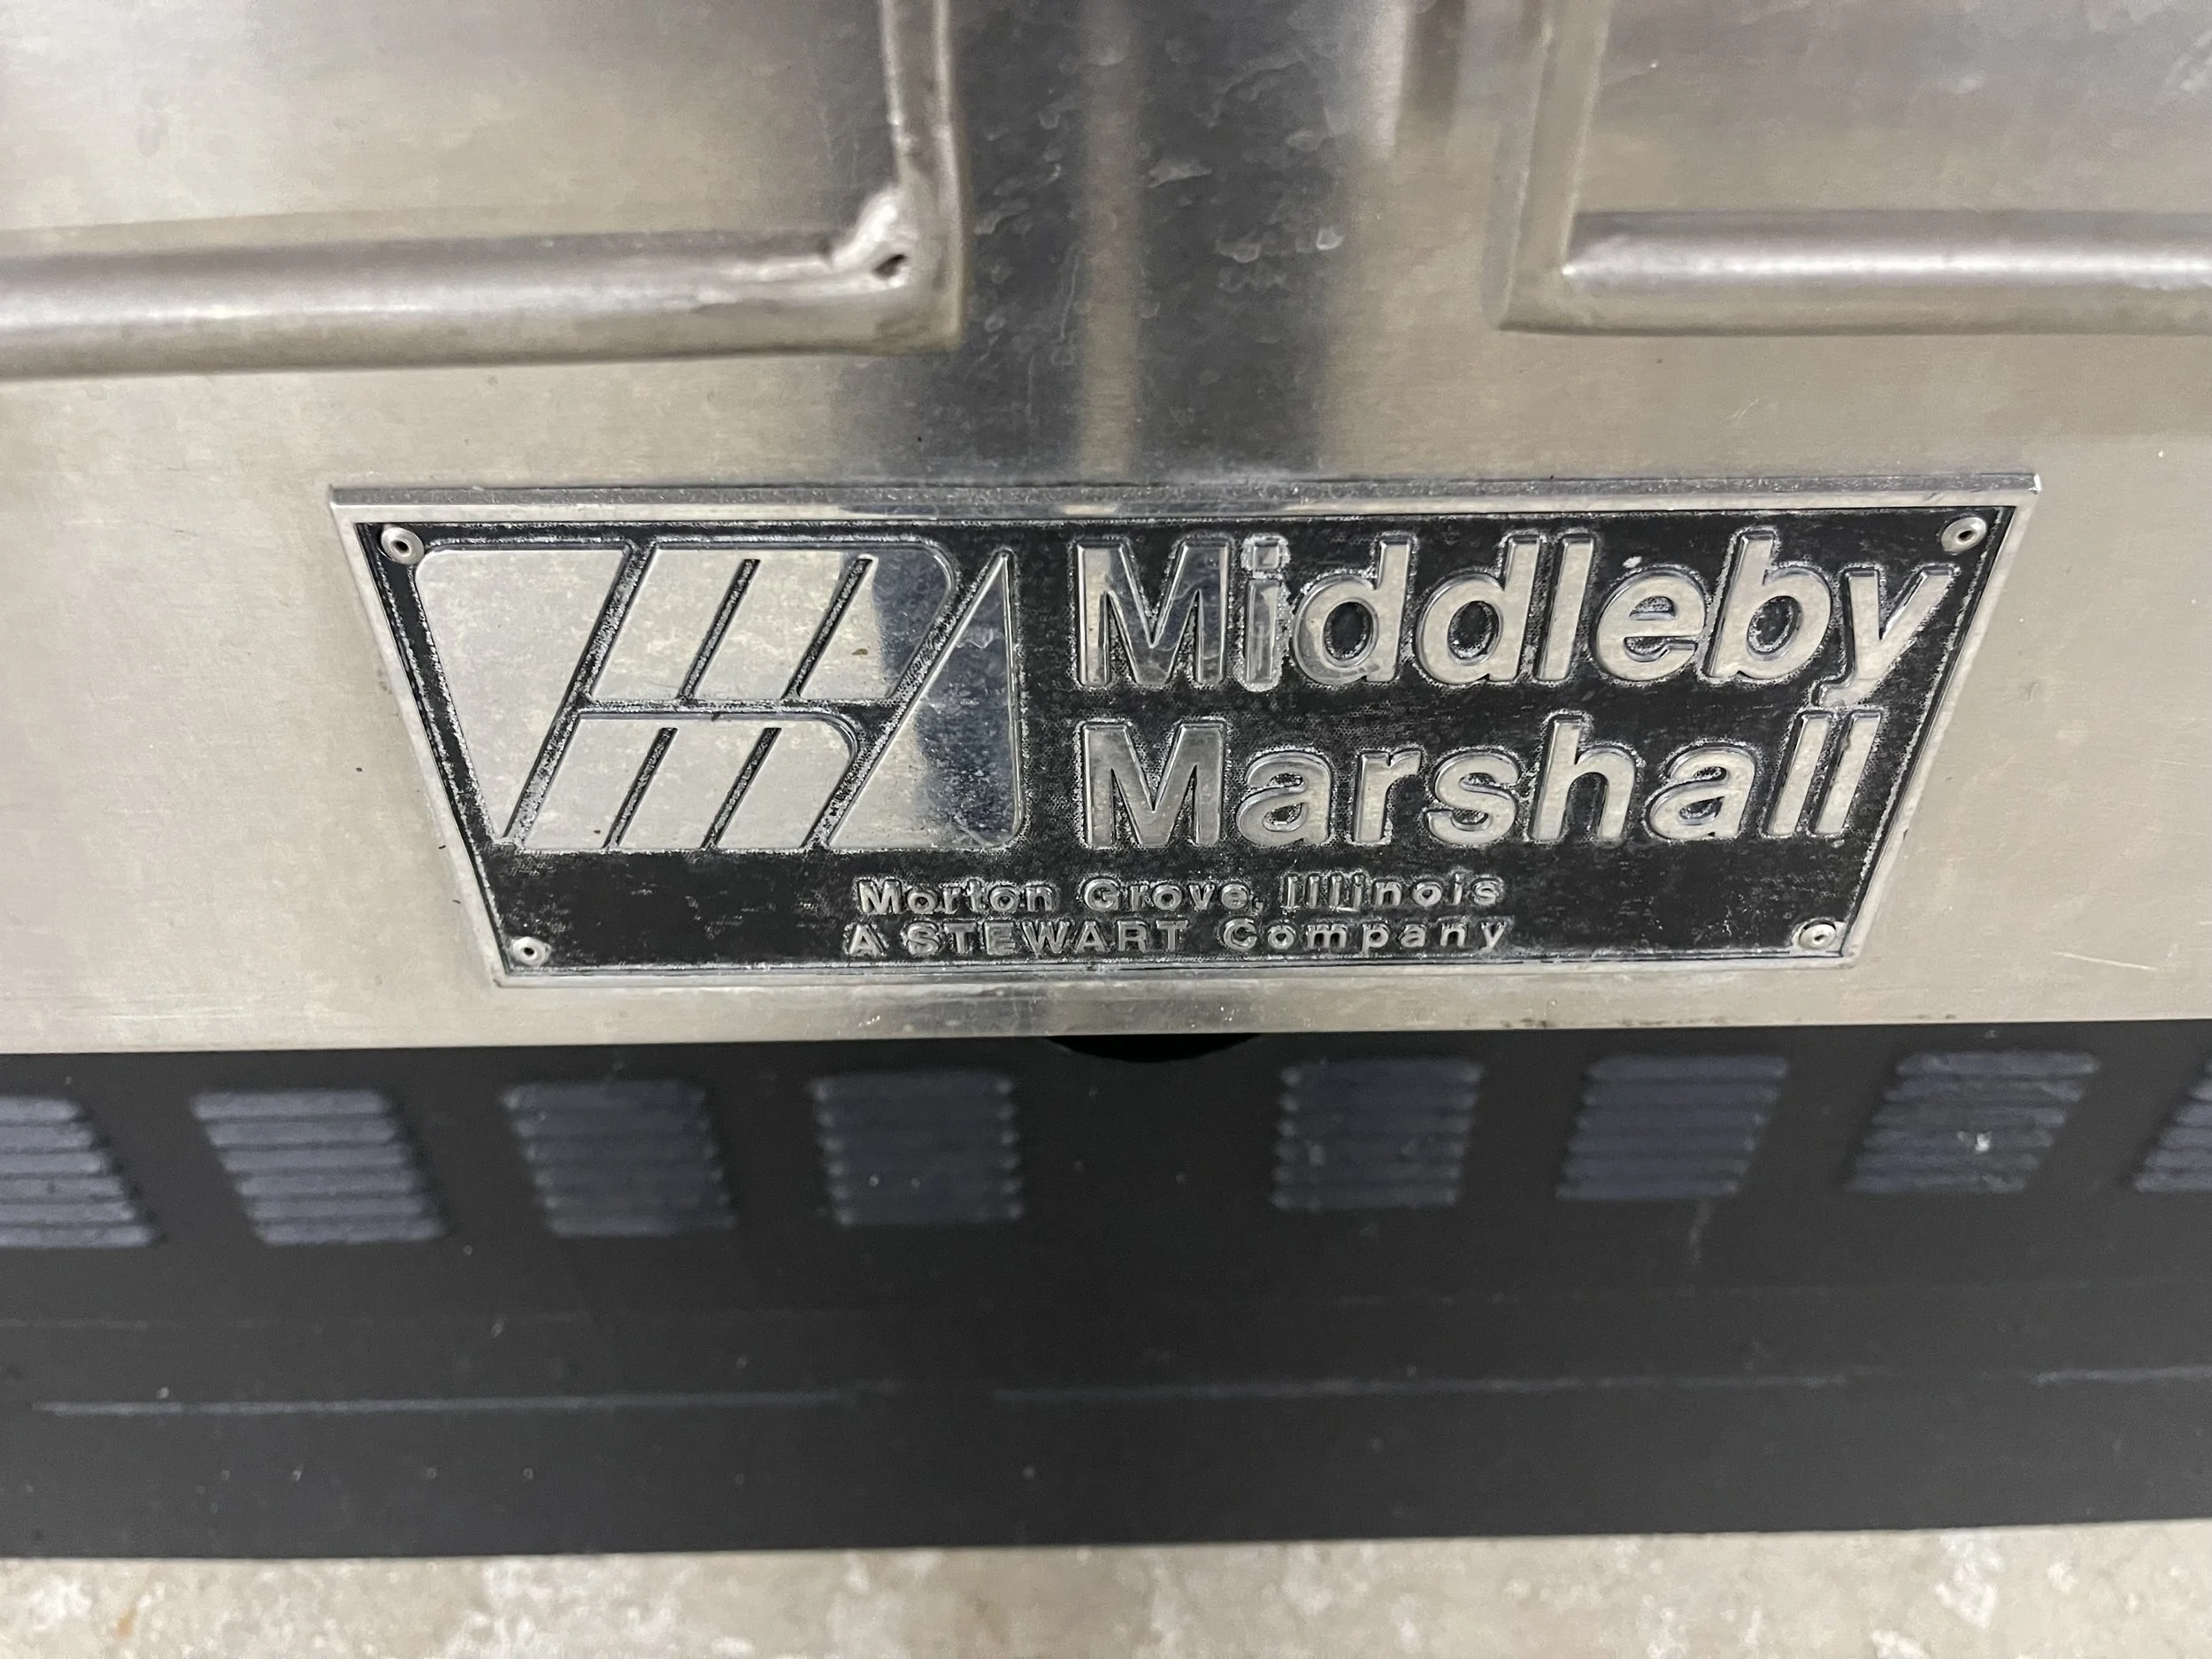 Middleby
Marshall
Morton Grove, Illinois
A STEWART Company